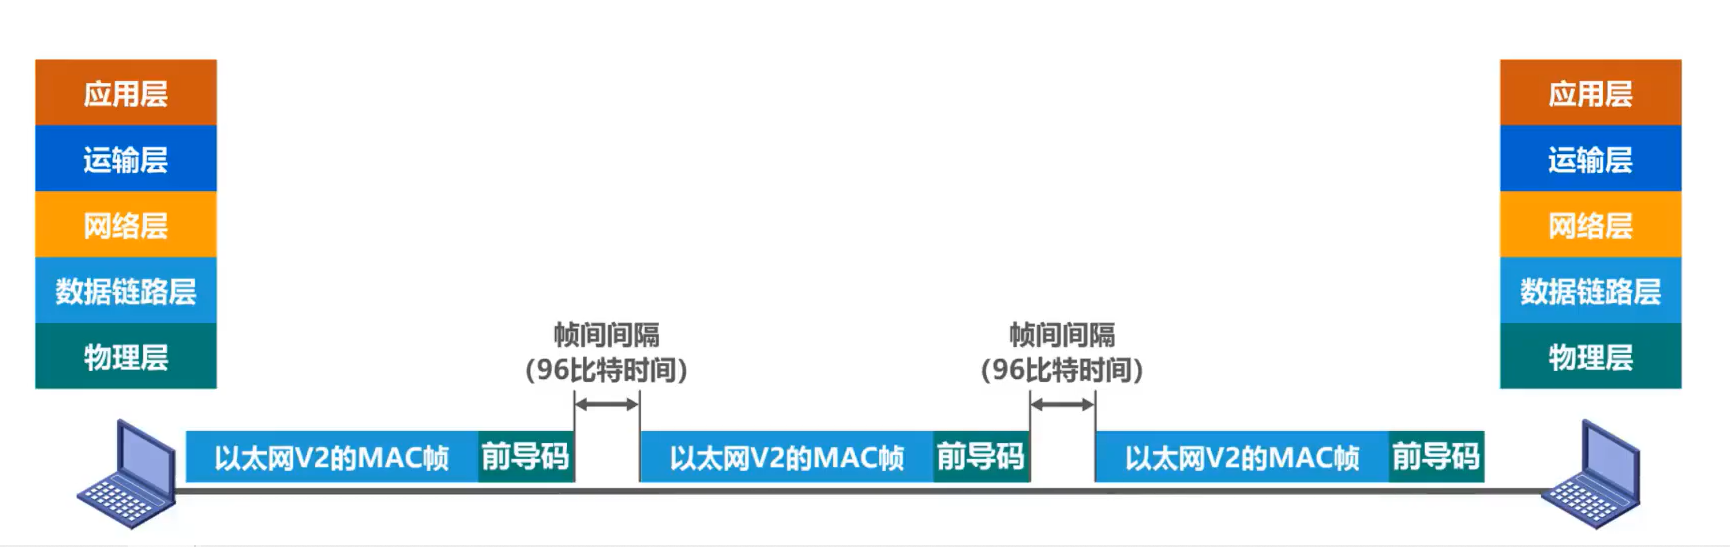 应用层
运输层
网络层
数据链路层
物理层
应用层
运输层
网络层
数据链路层
物理层
帧间间隔
（96比特时间）
帧间间隔
（96比特时间）
以太网V2的MAC帧 前导码
以太网V2的MAC帧 前导码
以太网V2的MAC帧 前导码